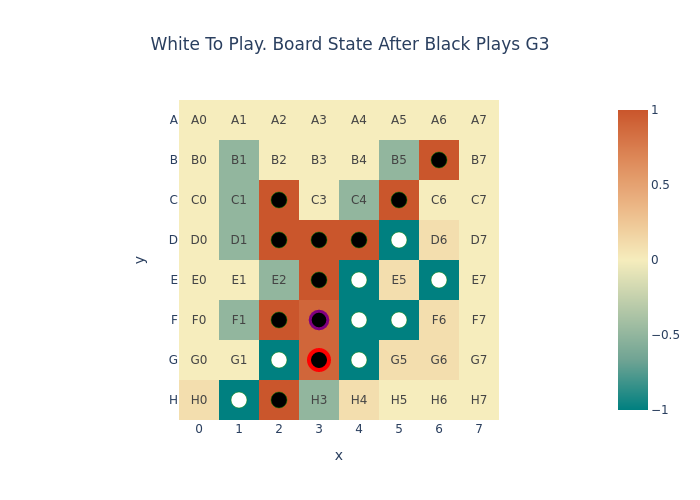 White To Play. Board State After Black Plays G3
A A0 A1 A2 A3 A4 A5 A6 A7 1
B B0 B1 B2 B3 B4 B5 B7
C C0 C1 C3 C4 C6 C7 0.5
D D0 D1 D6 D7
y E E0 E1 E2 E5 E7 0
F F0 F1 F6 F7 −0.5
G G0 G1 G5 G6 G7
H H0 H3 H4 H5 H6 H7 −1
0 1 2 3 4 5 6 7
x